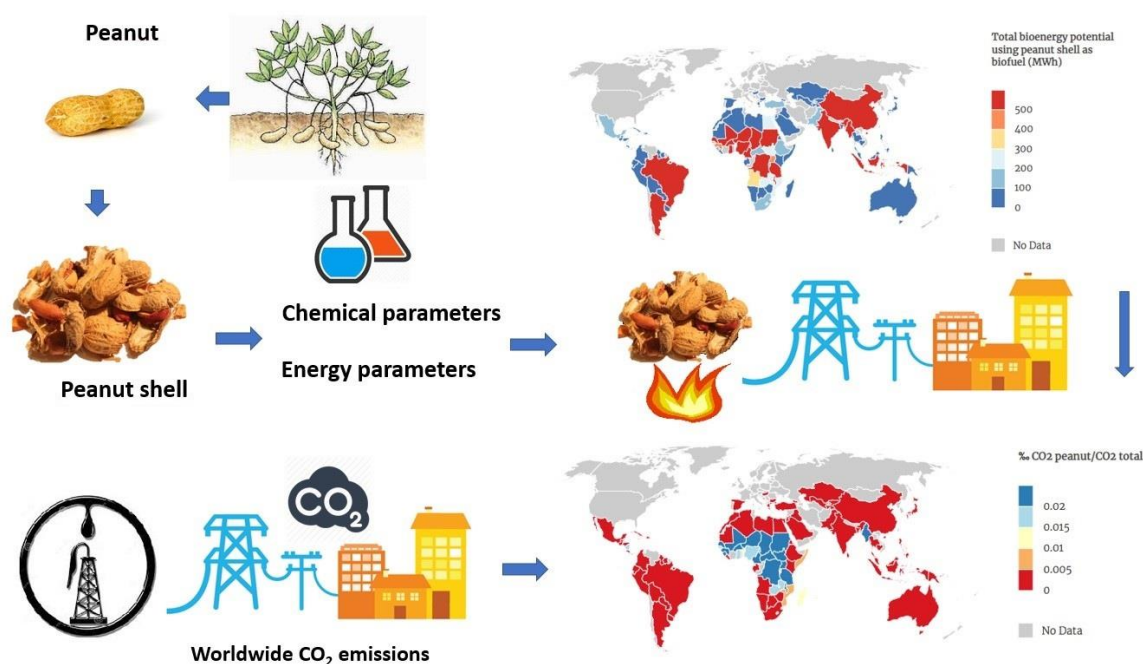 Peanut
Total bioenergy potential
using peanut shell as
biofuel (MWh)
500
400
300
200
100
0
No Data
Chemical parameters
Energy parameters
Peanut shell
CO2
‰ CO2 peanut/CO2 total
0.02
0.015
0.01
0.005
0
No Data
Worldwide CO₂ emissions